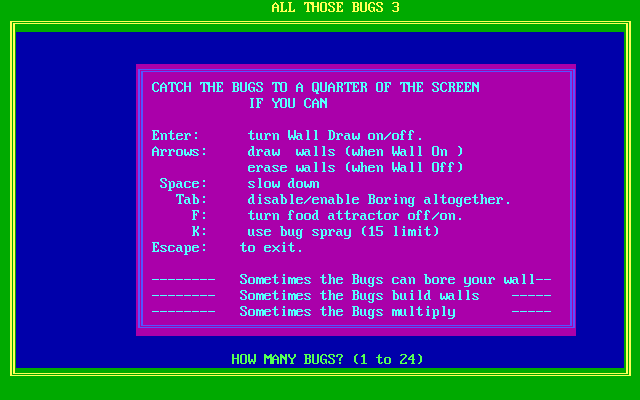 ALL THOSE BUGS 3
CATCH THE BUGS TO A QUARTER OF THE SCREEN
IF YOU CAN
Enter: turn Wall Draw on/off.
Arrows: draw walls (when Wall On )
erase walls (when Wall Off)
Space: slow down
Tab: disable/enable Boring altogether.
F: turn food attractor off/on.
K: use bug spray (15 limit)
Escape: to exit.
-------- Sometimes the Bugs can bore your wall--
-------- Sometimes the Bugs build walls -----
-------- Sometimes the Bugs multiply -----
HOW MANY BUGS? (1 to 24)